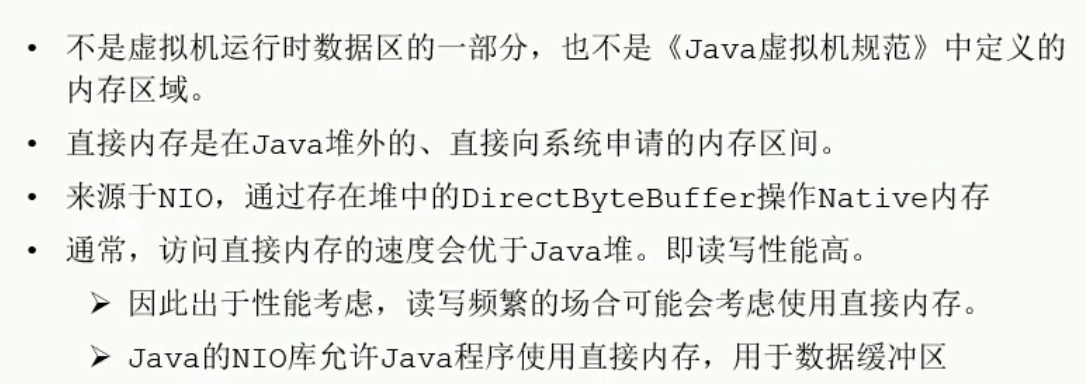 • 不是虚拟机运行时数据区的一部分，也不是《Java虚拟机规范》中定义的
内存区域。
• 直接内存是在Java堆外的、直接向系统申请的内存区间。
• 来源于NIO，通过存在堆中的DirectByteBuffer操作Native内存
• 通常，访问直接内存的速度会优于Java堆。即读写性能高。
➢ 因此出于性能考虑，读写频繁的场合可能会考虑使用直接内存。
➢ Java的NIO库允许Java程序使用直接内存，用于数据缓冲区